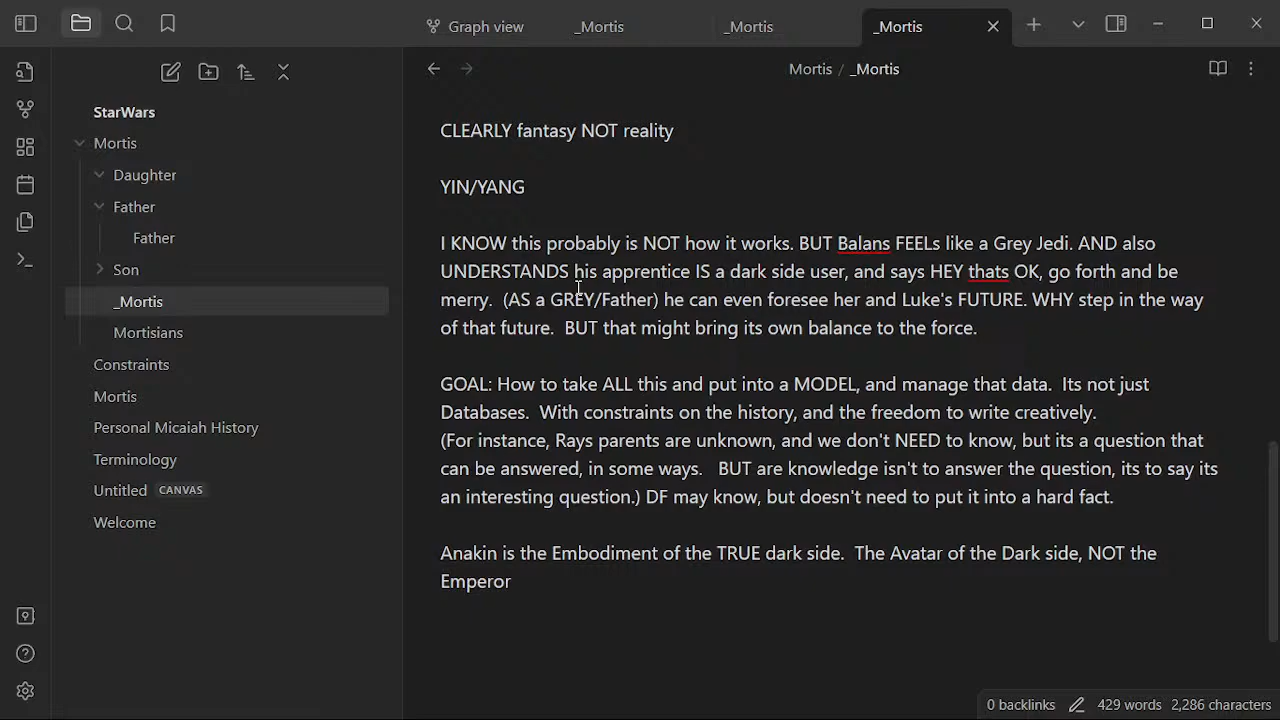 Graph view
_Mortis
_Mortis
_Mortis
Mortis / _Mortis
StarWars
Mortis
Daughter
Father
Father
Son
_Mortis
Mortisians
Constraints
Mortis
Personal Micaiah History
Terminology
Untitled CANVAS
Welcome
CLEARLY fantasy NOT reality
YIN/YANG
I KNOW this probably is NOT how it works. BUT Balans FEELs like a Grey Jedi. AND also
UNDERSTANDS his apprentice IS a dark side user, and says HEY thats OK, go forth and be
merry.  (AS a GREY/Father) he can even foresee her and Luke's FUTURE. WHY step in the way
of that future.  BUT that might bring its own balance to the force.
GOAL: How to take ALL this and put into a MODEL, and manage that data.  Its not just
Databases.  With constraints on the history, and the freedom to write creatively.
(For instance, Rays parents are unknown, and we don't NEED to know, but its a question that
can be answered, in some ways.   BUT are knowledge isn't to answer the question, its to say its
an interesting question.) DF may know, but doesn't need to put it into a hard fact.
Anakin is the Embodiment of the TRUE dark side.  The Avatar of the Dark side, NOT the
Emperor
0 backlinks 429 words 2,286 characters